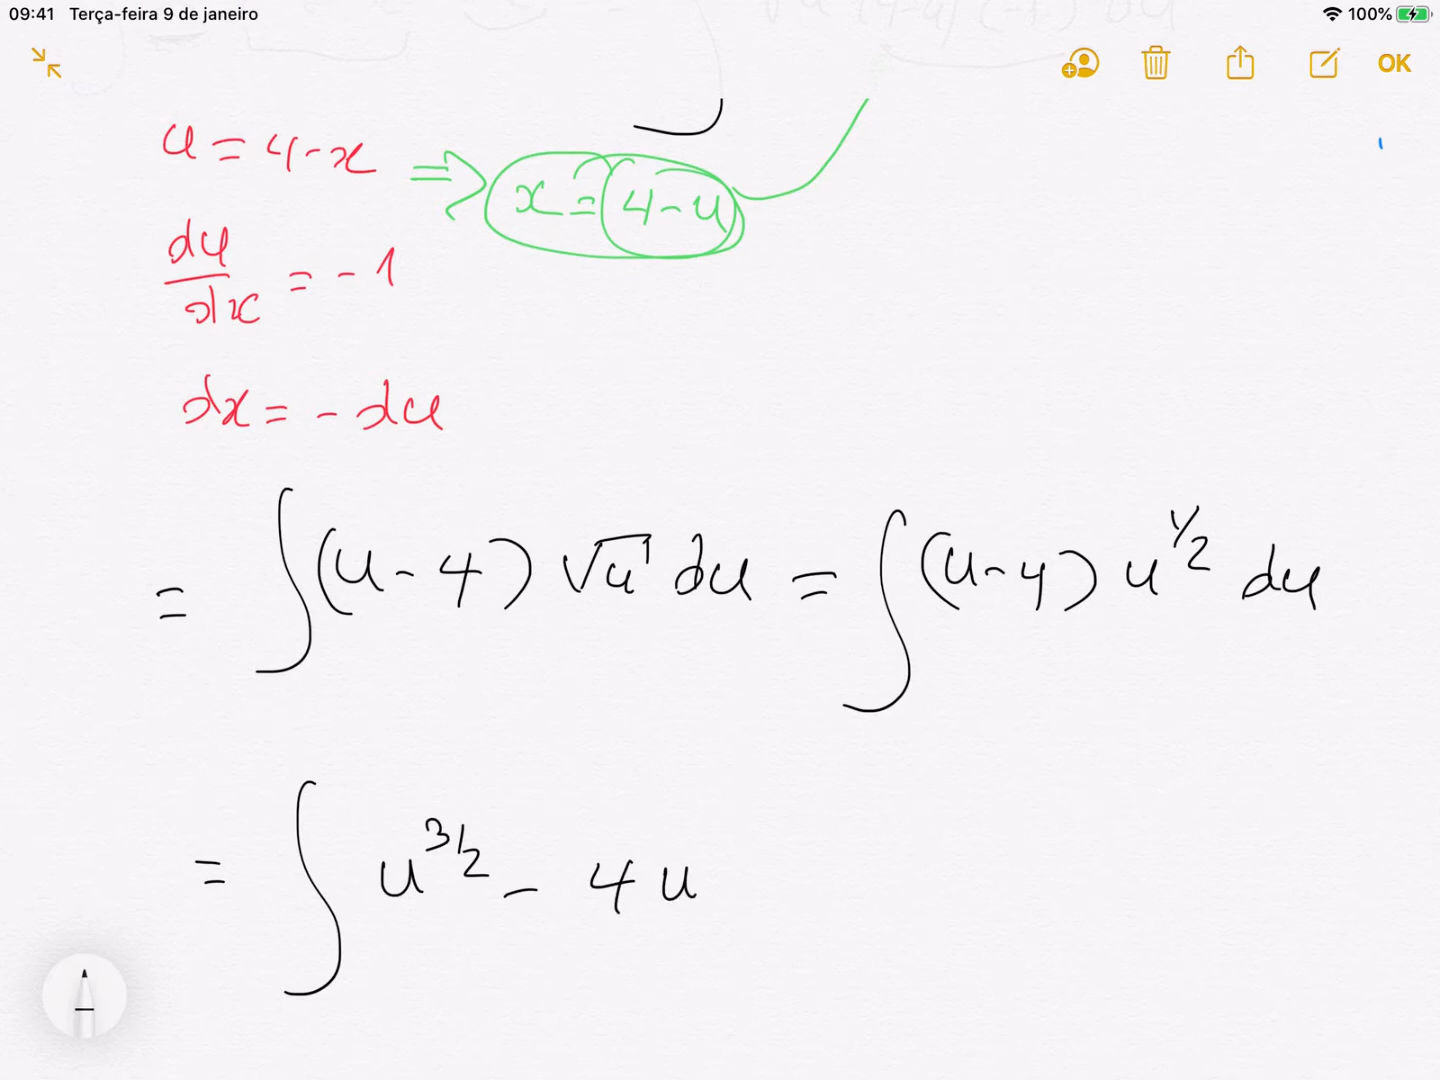 09:41 Terça-feira 9 de janeiro 100%
OK
u = 4-x ⇒ x = 4-u
du/dx = -1
dx = - du
= ∫(u-4) √u du = ∫(u-4) u^1/2 du
= ∫ u^3/2 - 4u